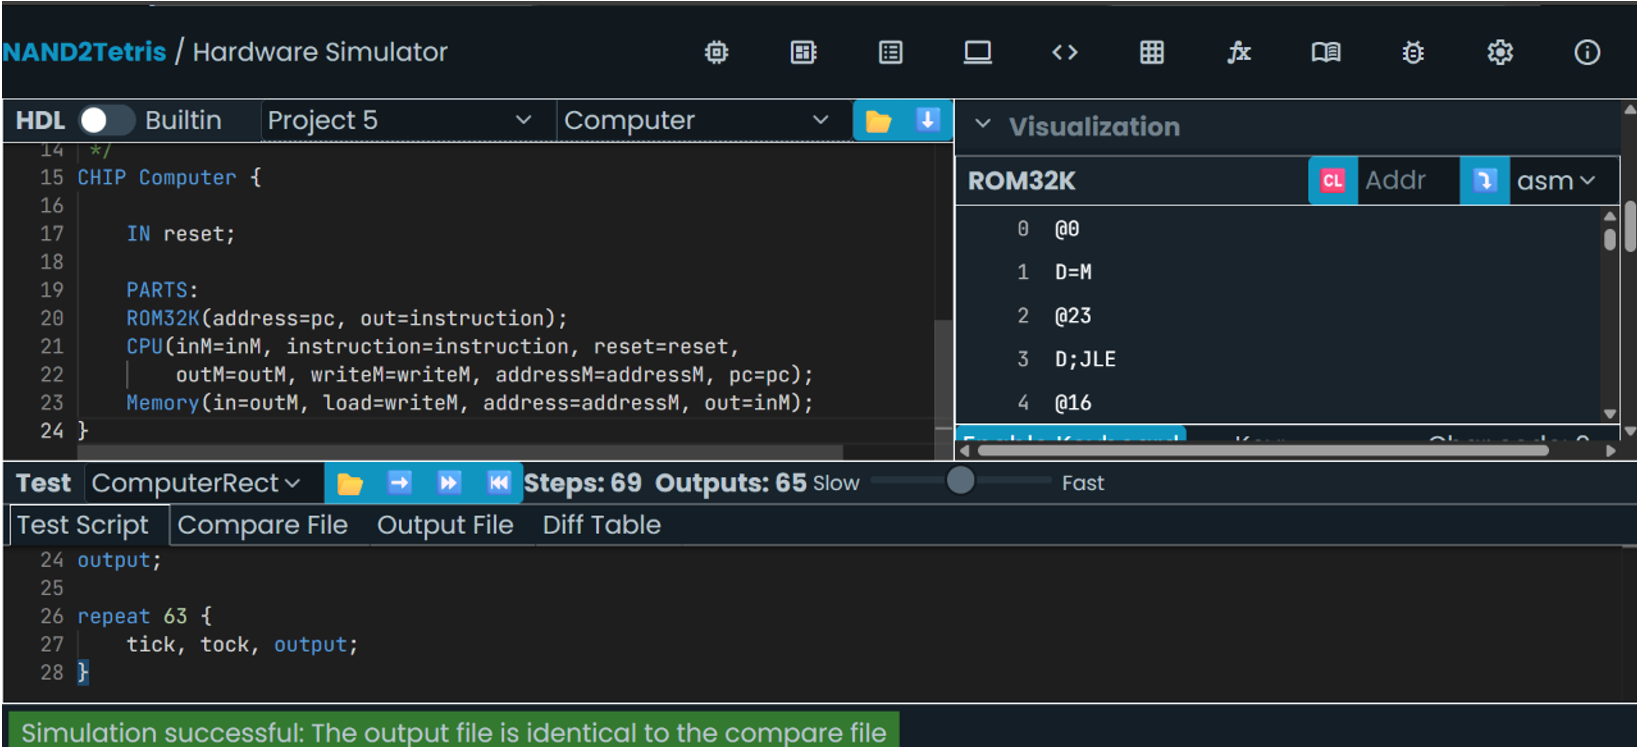 NAND2Tetris / Hardware Simulator
HDL Builtin Project 5 Computer
14 */
15 CHIP Computer {
16
17 IN reset;
18
19 PARTS:
20 ROM32K(address=pc, out=instruction);
21 CPU(inM=inM, instruction=instruction, reset=reset,
22 outM=outM, writeM=writeM, addressM=addressM, pc=pc);
23 Memory(in=outM, load=writeM, address=addressM, out=inM);
24 }
Visualization
ROM32K CL Addr asm
0 @0
1 D=M
2 @23
3 D;JLE
4 @16
Enable Keyboard
Test ComputerRect Steps: 69 Outputs: 65 Slow Fast
Test Script Compare File Output File Diff Table
24 output;
25
26 repeat 63 {
27 tick, tock, output;
28 }
Simulation successful: The output file is identical to the compare file